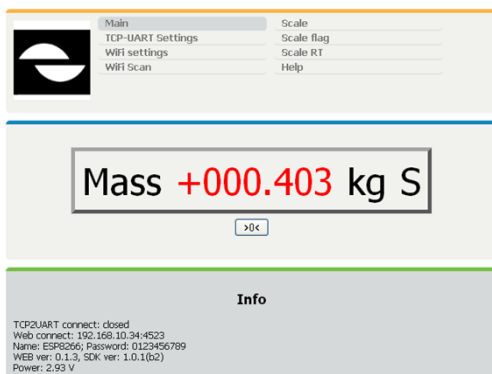 Main
TCP-UART Settings
WiFi settings
WiFi Scan
Scale
Scale flag
Scale RT
Help
Mass +000.403 kg S
>0<
Info
TCP2UART connect: closed
Web connect: 192.168.10.34:4523
Name: ESP8266; Password: 0123456789
WEB ver: 0.1.3, SDK ver: 1.0.1(b2)
Power: 2.93 V